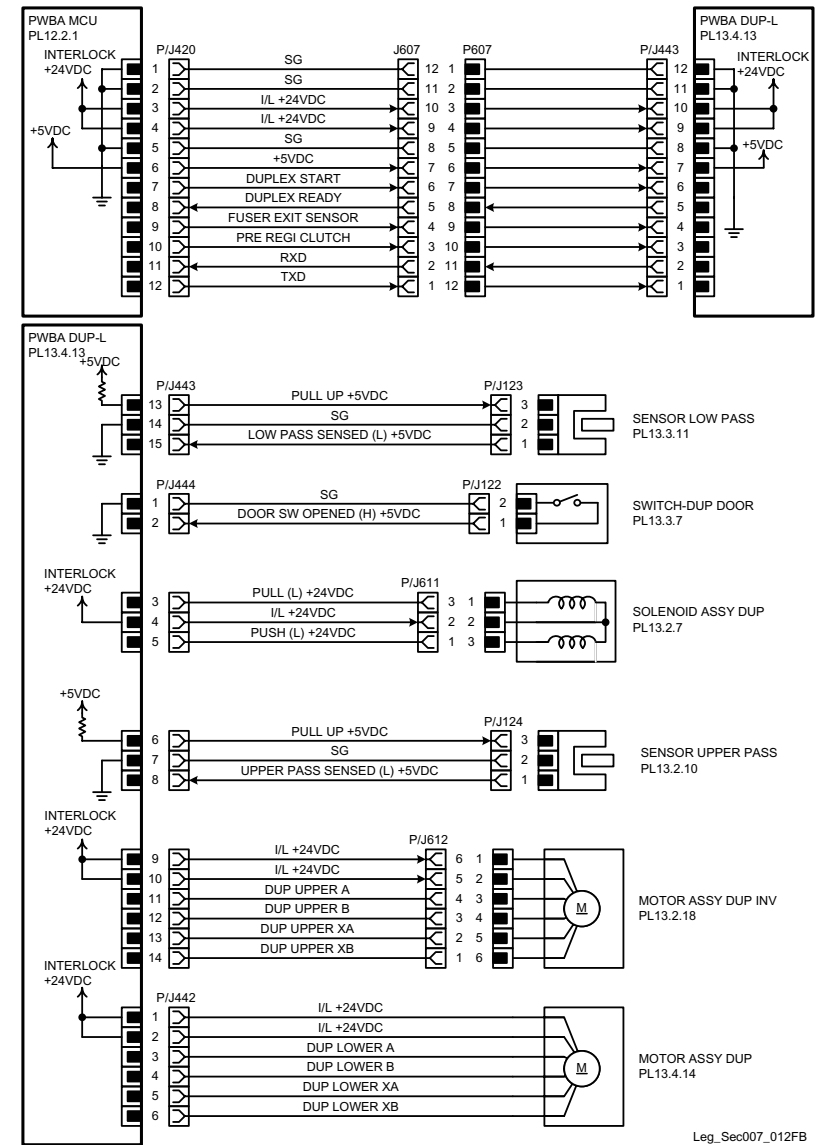 PWBA MCU
PL12.2.1
INTERLOCK
+24VDC
+5VDC
P/J420 J607 P607 P/J443
PWBA DUP-L
PL13.4.13
INTERLOCK
+24VDC
+5VDC
1 SG 12 1 12
2 SG 11 2 11
3 I/L +24VDC 10 3 10
4 I/L +24VDC 9 4 9
5 SG 8 5 8
6 +5VDC 7 6 7
7 DUPLEX START 6 7 6
8 DUPLEX READY 5 8 5
9 FUSER EXIT SENSOR 4 9 4
10 PRE REGI CLUTCH 3 10 3
11 RXD 2 11 2
12 TXD 1 12 1
PWBA DUP-L
PL13.4.13
+5VDC
P/J443 P/J123
13 PULL UP +5VDC 3
14 SG 2
15 LOW PASS SENSED (L) +5VDC 1
SENSOR LOW PASS
PL13.3.11
P/J444 P/J122
1 SG 2
2 DOOR SW OPENED (H) +5VDC 1
SWITCH-DUP DOOR
PL13.3.7
INTERLOCK
+24VDC
P/J611
3 PULL (L) +24VDC 3 1
4 I/L +24VDC 2 2
5 PUSH (L) +24VDC 1 3
SOLENOID ASSY DUP
PL13.2.7
+5VDC
P/J124
6 PULL UP +5VDC 3
7 SG 2
8 UPPER PASS SENSED (L) +5VDC 1
SENSOR UPPER PASS
PL13.2.10
INTERLOCK
+24VDC
P/J612
9 I/L +24VDC 6 1
10 I/L +24VDC 5 2
11 DUP UPPER A 4 3
12 DUP UPPER B 3 4
13 DUP UPPER XA 2 5
14 DUP UPPER XB 1 6
M
MOTOR ASSY DUP INV
PL13.2.18
INTERLOCK
+24VDC
P/J442
1 I/L +24VDC
2 I/L +24VDC
3 DUP LOWER A
4 DUP LOWER B
5 DUP LOWER XA
6 DUP LOWER XB
M
MOTOR ASSY DUP
PL13.4.14
Leg_Sec007_012FB